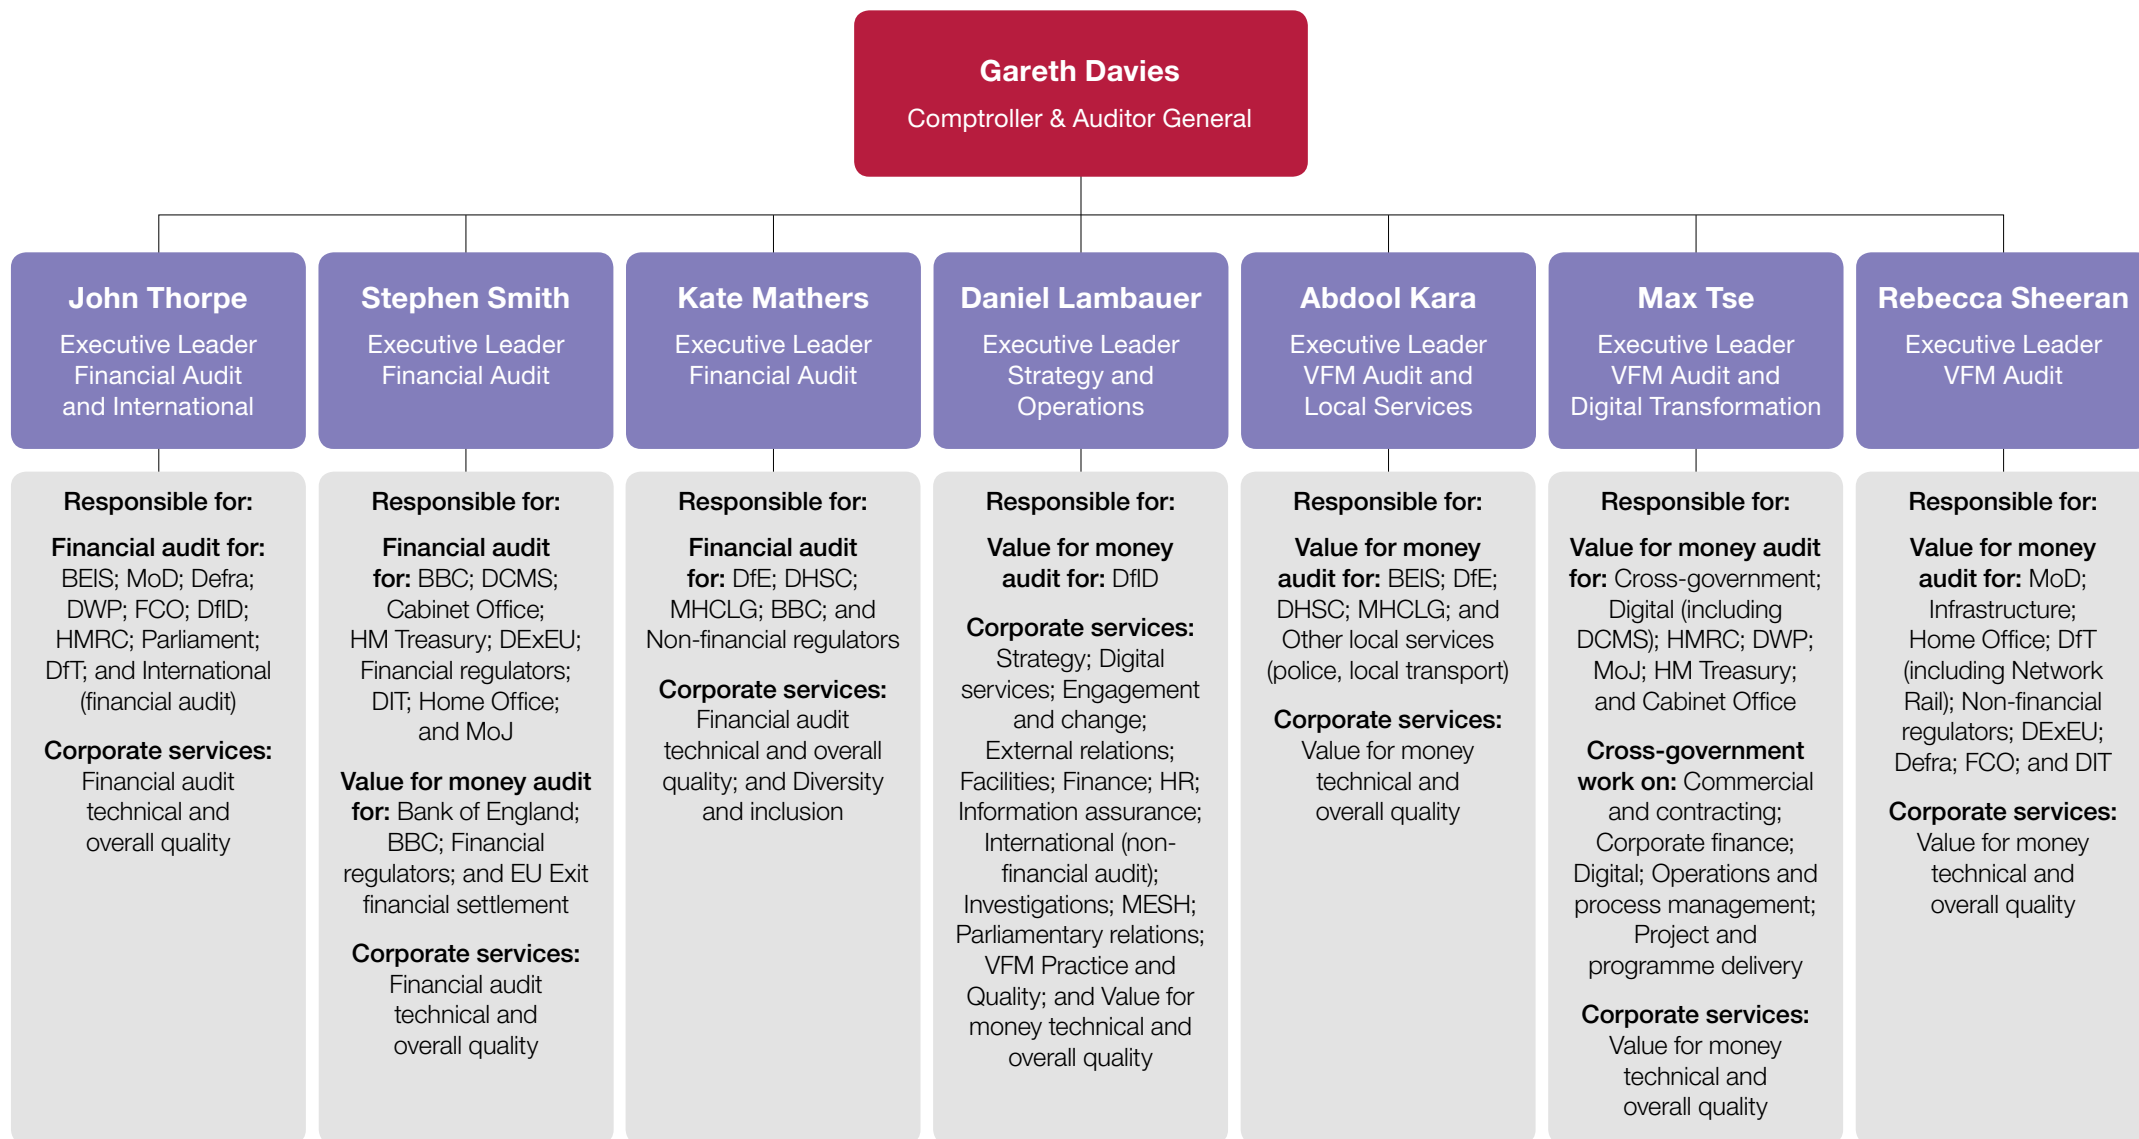 Gareth Davies
Comptroller & Auditor General
John Thorpe
Executive Leader
Financial Audit
and International
Stephen Smith
Executive Leader
Financial Audit
Kate Mathers
Executive Leader
Financial Audit
Daniel Lambauer
Executive Leader
Strategy and
Operations
Abdool Kara
Executive Leader
VFM Audit and
Local Services
Max Tse
Executive Leader
VFM Audit and
Digital Transformation
Rebecca Sheeran
Executive Leader
VFM Audit
Responsible for:
Financial audit for:
BEIS; MoD; Defra;
DWP; FCO; DfID;
HMRC; Parliament;
DfT; and International
(financial audit)
Corporate services:
Financial audit
technical and
overall quality
Responsible for:
Financial audit
for: BBC; DCMS;
Cabinet Office;
HM Treasury; DExEU;
Financial regulators;
DIT; Home Office;
and MoJ
Value for money audit
for: Bank of England;
BBC; Financial
regulators; and EU Exit
financial settlement
Corporate services:
Financial audit
technical and
overall quality
Responsible for:
Financial audit
for: DfE; DHSC;
MHCLG; BBC; and
Non-financial regulators
Corporate services:
Financial audit
technical and overall
quality; and Diversity
and inclusion
Responsible for:
Value for money
audit for: DfID
Corporate services:
Strategy; Digital
services; Engagement
and change;
External relations;
Facilities; Finance; HR;
Information assurance;
International (non-
financial audit);
Investigations; MESH;
Parliamentary relations;
VFM Practice and
Quality; and Value for
money technical and
overall quality
Responsible for:
Value for money
audit for: BEIS; DfE;
DHSC; MHCLG; and
Other local services
(police, local transport)
Corporate services:
Value for money
technical and
overall quality
Responsible for:
Value for money audit
for: Cross-government;
Digital (including
DCMS); HMRC; DWP;
MoJ; HM Treasury;
and Cabinet Office
Cross-government
work on: Commercial
and contracting;
Corporate finance;
Digital; Operations and
process management;
Project and
programme delivery
Corporate services:
Value for money
technical and
overall quality
Responsible for:
Value for money
audit for: MoD;
Infrastructure;
Home Office; DfT
(including Network
Rail); Non-financial
regulators; DExEU;
Defra; FCO; and DIT
Corporate services:
Value for money
technical and
overall quality